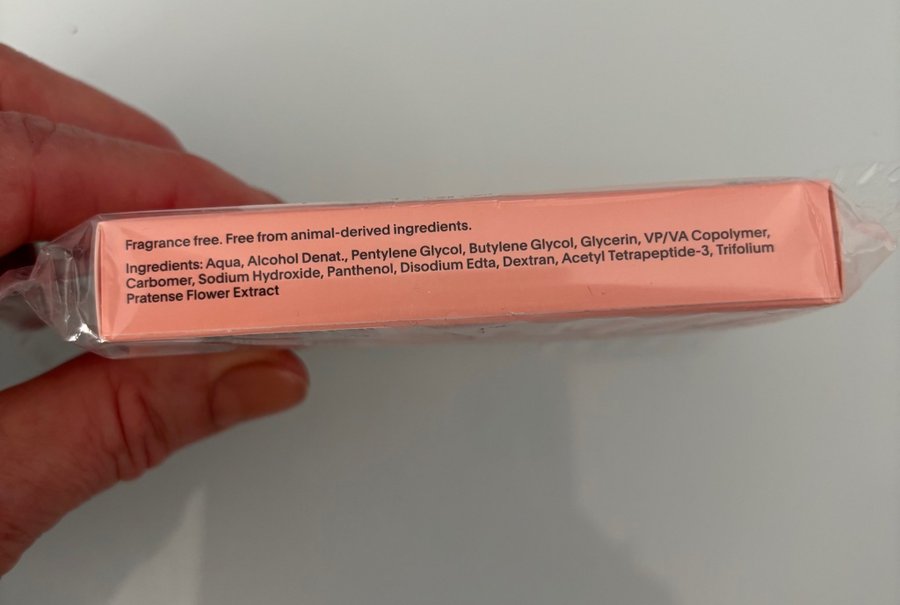 Fragrance free. Free from animal-derived ingredients.
Ingredients: Aqua, Alcohol Denat., Pentylene Glycol, Butylene Glycol, Glycerin, VP/VA Copolymer,
Carbomer, Sodium Hydroxide, Panthenol, Disodium Edta, Dextran, Acetyl Tetrapeptide-3, Trifolium
Pratense Flower Extract